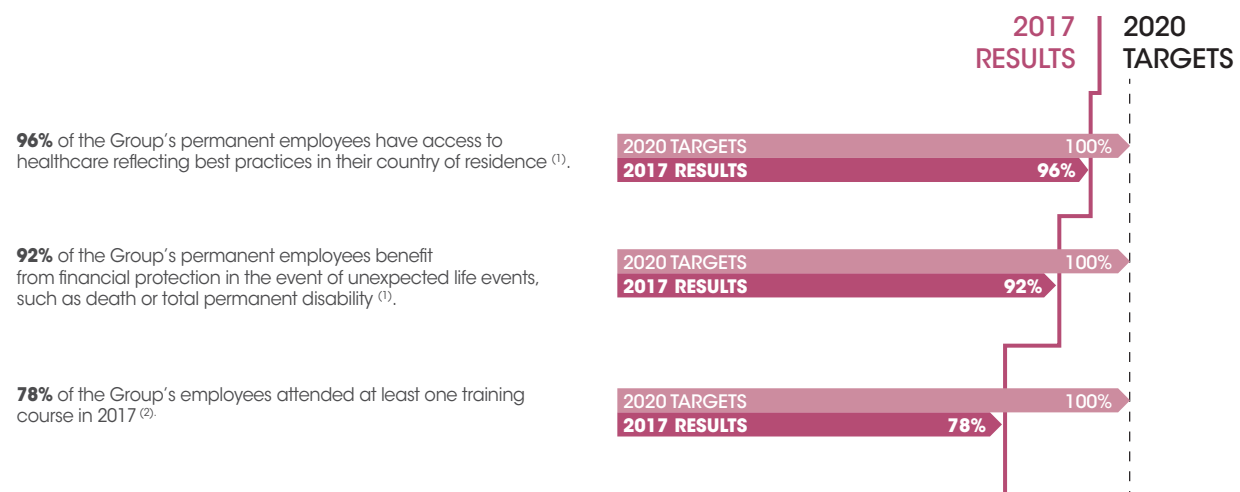 2017
RESULTS
2020
TARGETS
96% of the Group’s permanent employees have access to
healthcare reflecting best practices in their country of residence (1).
2020 TARGETS 100%
2017 RESULTS 96%
92% of the Group’s permanent employees benefit
from financial protection in the event of unexpected life events,
such as death or total permanent disability (1).
2020 TARGETS 100%
2017 RESULTS 92%
78% of the Group’s employees attended at least one training
course in 2017 (2).
2020 TARGETS 100%
2017 RESULTS 78%